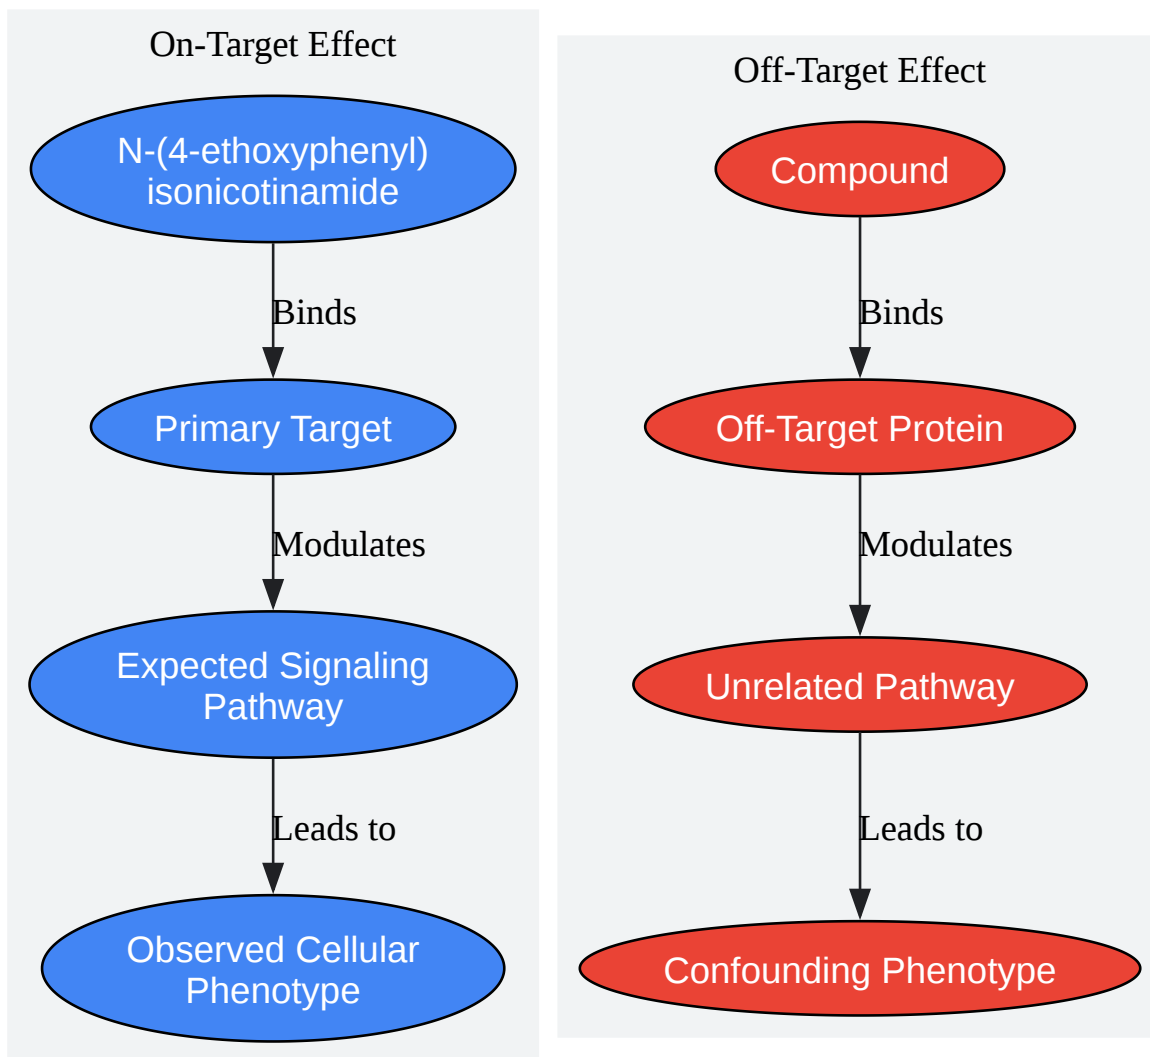 On-Target Effect
N-(4-ethoxyphenyl)
isonicotinamide
Binds
Primary Target
Modulates
Expected Signaling
Pathway
Leads to
Observed Cellular
Phenotype
Off-Target Effect
Compound
Binds
Off-Target Protein
Modulates
Unrelated Pathway
Leads to
Confounding Phenotype